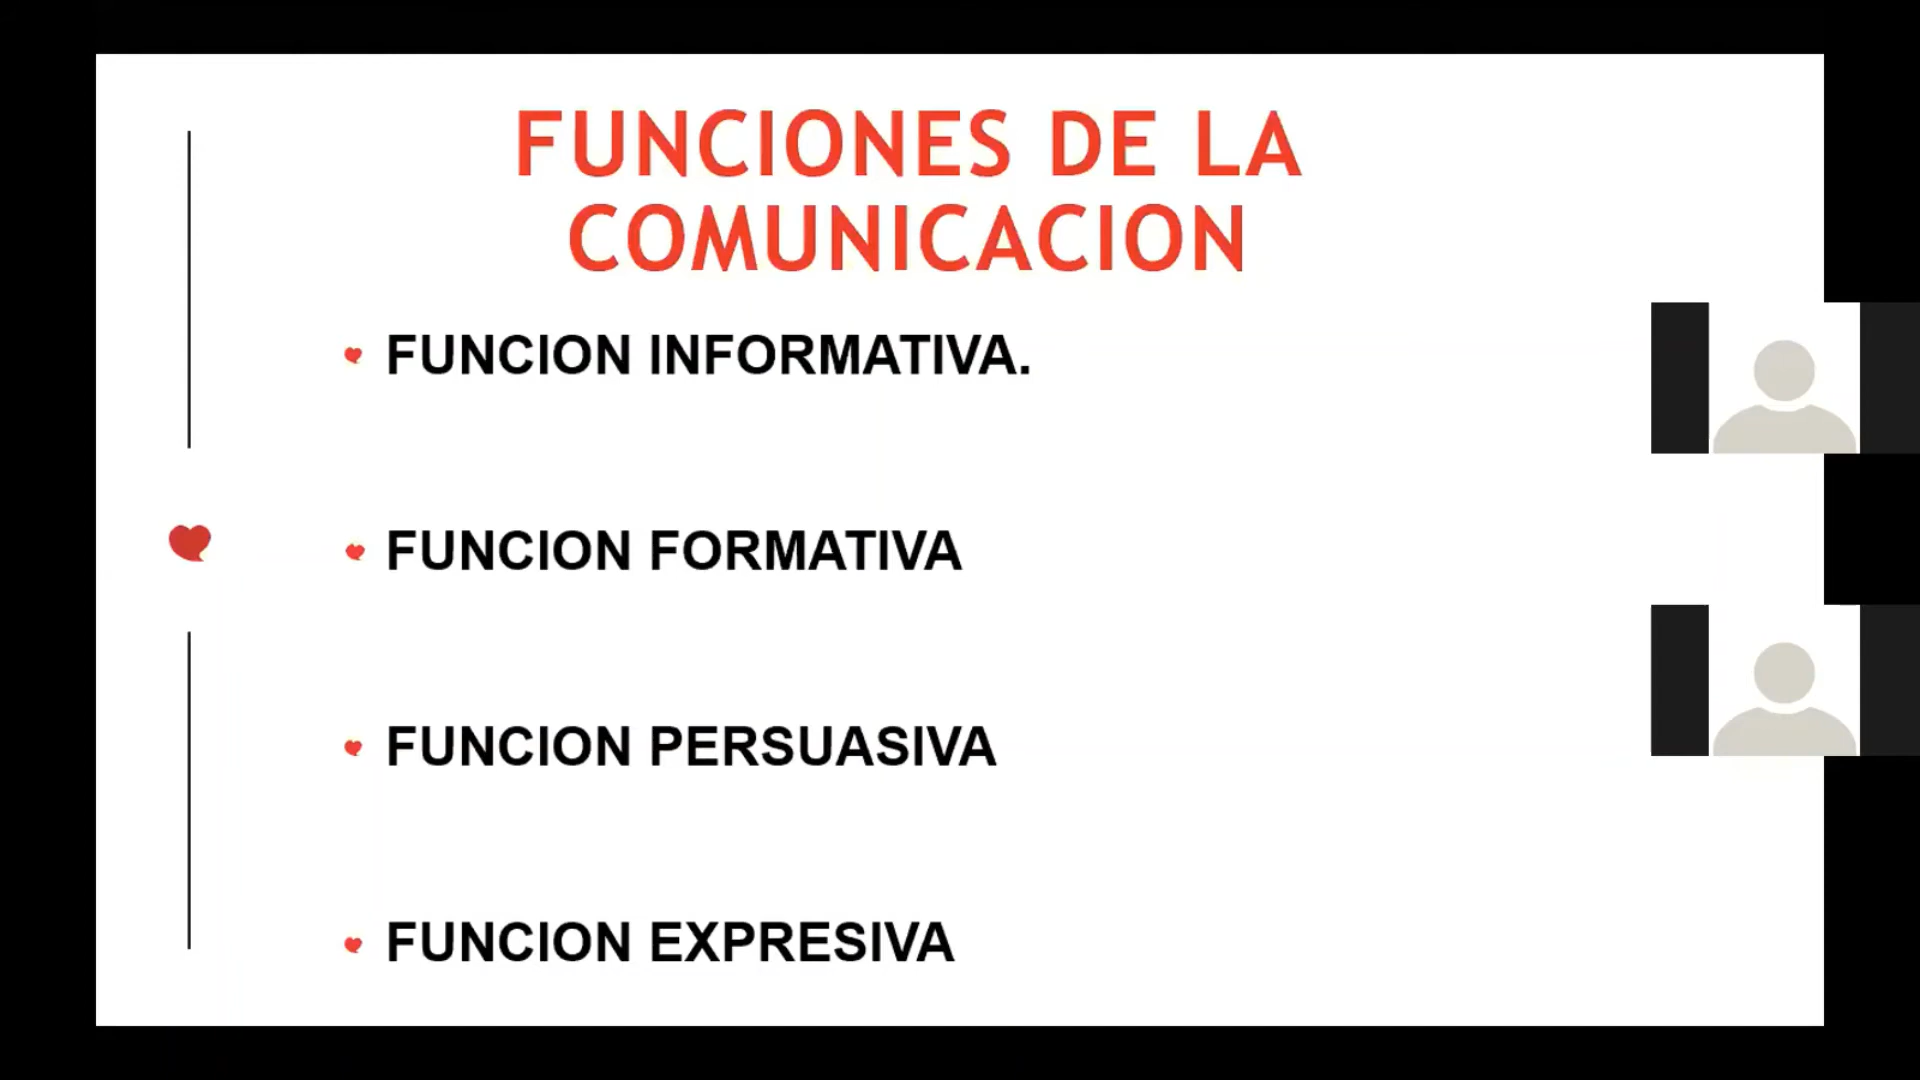 FUNCIONES DE LA
COMUNICACION
FUNCION INFORMATIVA.
FUNCION FORMATIVA
FUNCION PERSUASIVA
FUNCION EXPRESIVA